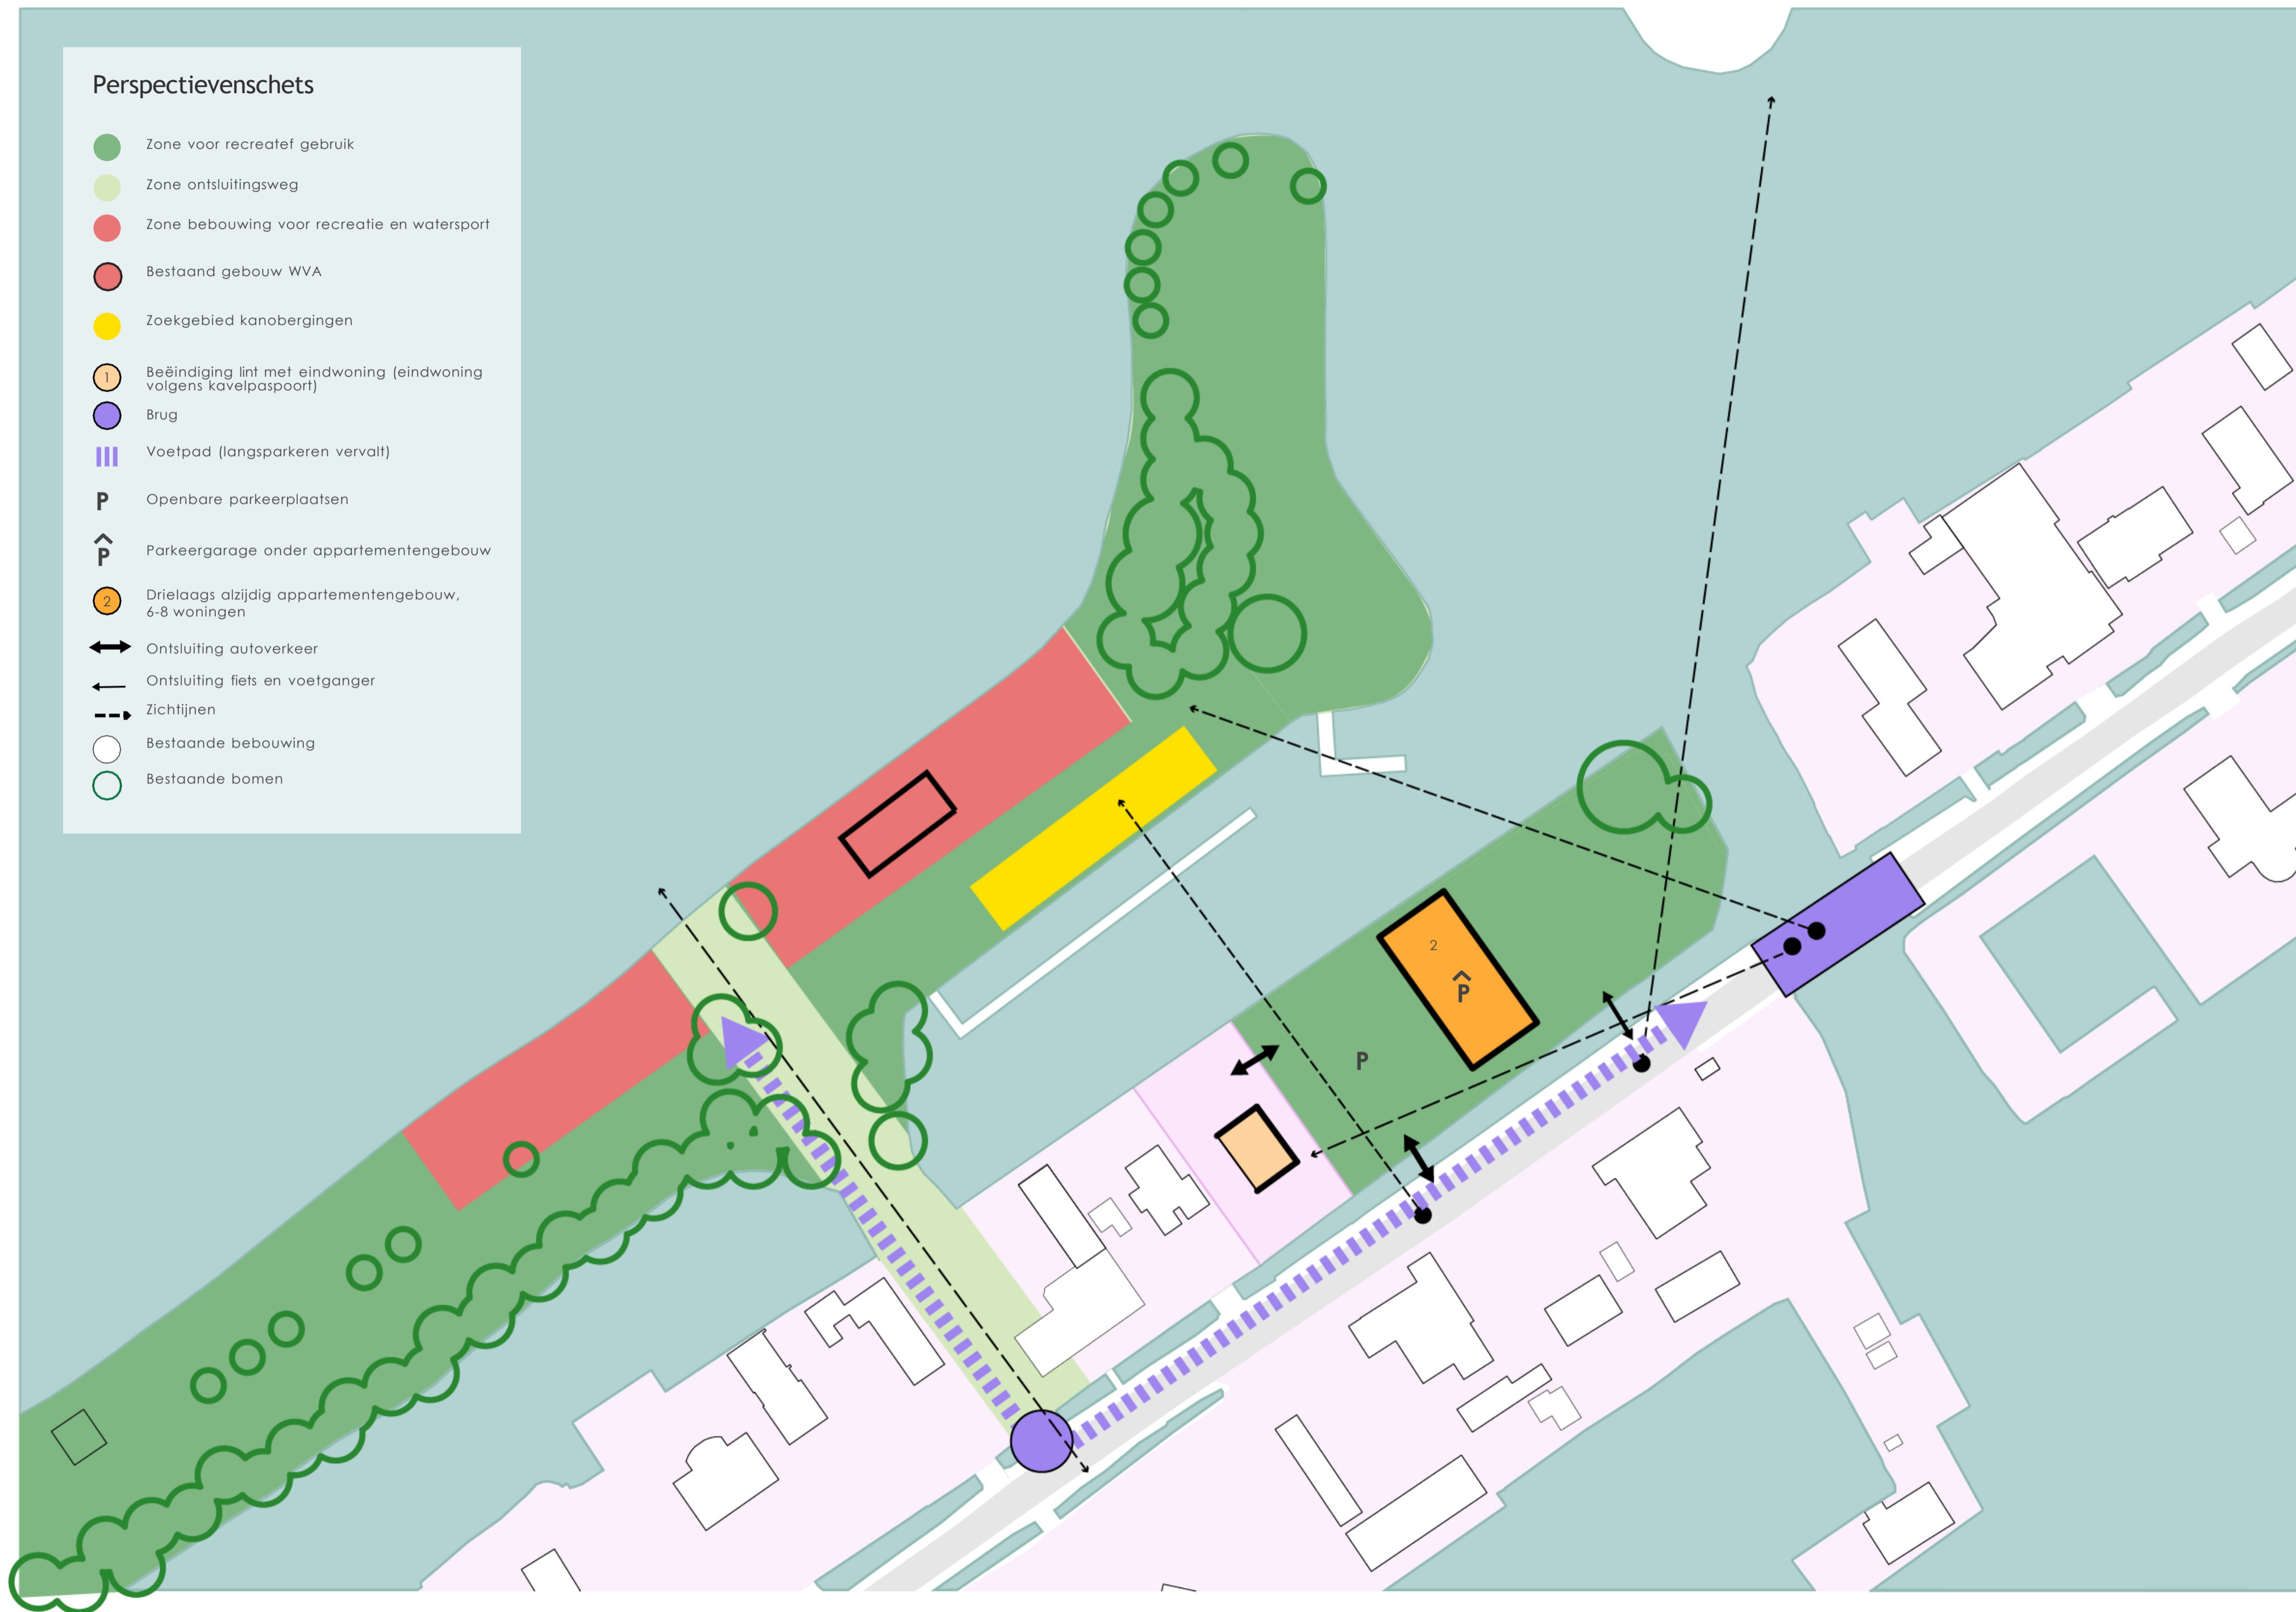 Perspectievenschets
Zone voor recreatef gebruik
Zone ontsluitingsweg
Zone bebouwing voor recreatie en watersport
Bestaand gebouw WVA
Zoekgebied kanobergingen
1
Beëindiging lint met eindwoning (eindwoning
volgens kavelpaspoort)
Brug
Voetpad (langsparkeren vervalt)
P
Openbare parkeerplaatsen
P
Parkeergarage onder appartementengebouw
2
Drielaags alzijdig appartementengebouw,
6-8 woningen
Ontsluiting autoverkeer
Ontsluiting fiets en voetganger
Zichtijnen
Bestaande bebouwing
Bestaande bomen
2
P
P